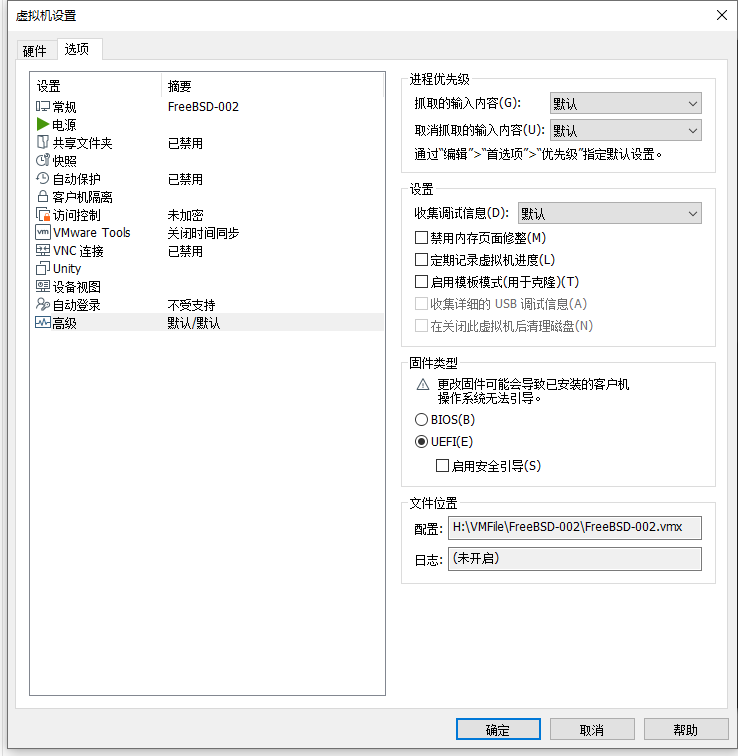 虚拟机设置
硬件 选项
设置 摘要
常规 FreeBSD-002
电源
共享文件夹 已禁用
快照
自动保护 已禁用
客户机隔离
访问控制 未加密
VMware Tools 关闭时间同步
VNC 连接 已禁用
Unity
设备视图
自动登录 不受支持
高级 默认/默认
进程优先级
抓取的输入内容(G): 默认
取消抓取的输入内容(U): 默认
通过“编辑”>“首选项”>“优先级”指定默认设置。
设置
收集调试信息(D): 默认
禁用内存页面修整(M)
定期记录虚拟机进度(L)
启用模板模式(用于克隆)(T)
收集详细的 USB 调试信息(A)
在关闭此虚拟机后清理磁盘(N)
固件类型
更改固件可能会导致已安装的客户机
操作系统无法引导。
BIOS(B)
UEFI(E)
启用安全引导(S)
文件位置
配置: H:\VMFile\FreeBSD-002\FreeBSD-002.vmx
日志: (未开启)
确定 取消 帮助